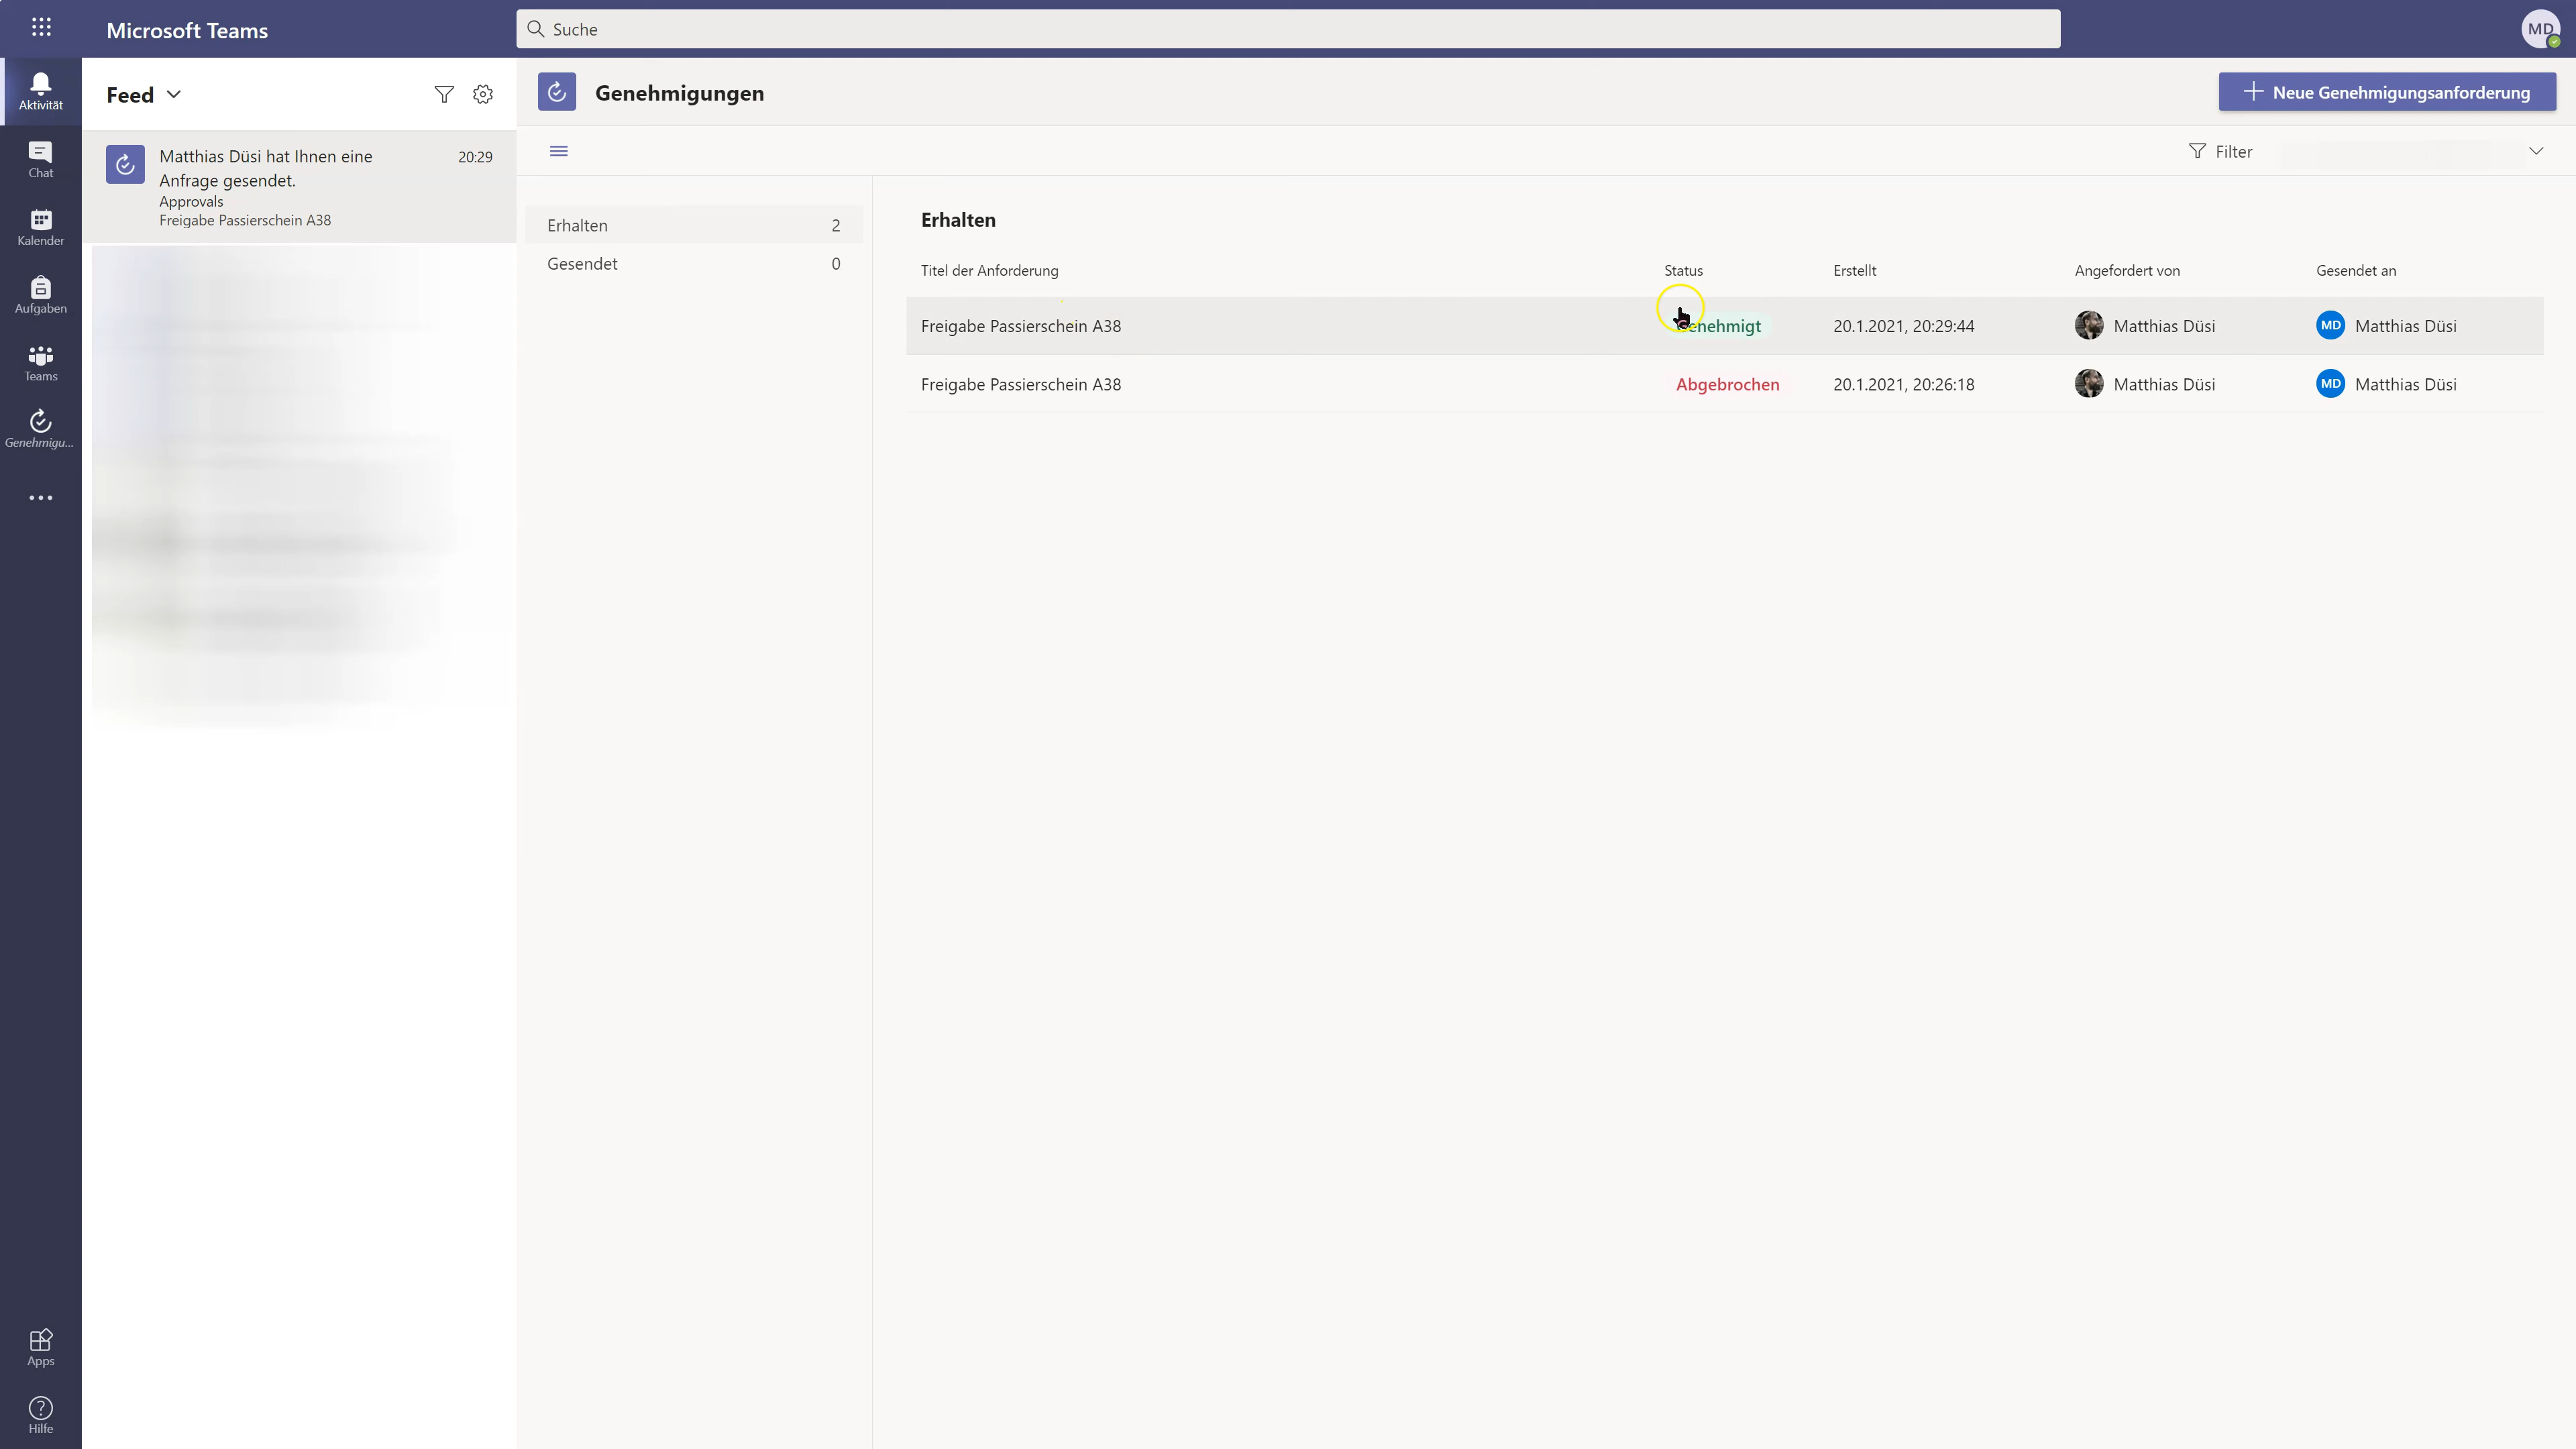 Microsoft Teams
Suche
MD
Aktivität
Chat
Kalender
Aufgaben
Teams
Genehmigu...
Apps
Hilfe
Feed
Matthias Düsi hat Ihnen eine 20:29
Anfrage gesendet.
Approvals
Freigabe Passierschein A38
Genehmigungen
Neue Genehmigungsanforderung
Filter
Erhalten 2
Gesendet 0
Erhalten
Titel der Anforderung Status Erstellt Angefordert von Gesendet an
Freigabe Passierschein A38 Genehmigt 20.1.2021, 20:29:44 Matthias Düsi MD Matthias Düsi
Freigabe Passierschein A38 Abgebrochen 20.1.2021, 20:26:18 Matthias Düsi MD Matthias Düsi